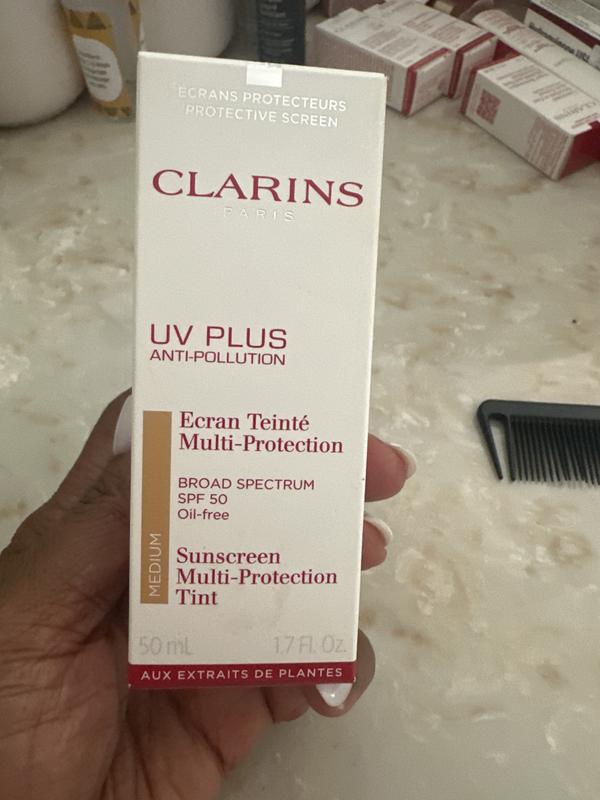 ECRANS PROTECTEURS
PROTECTIVE SCREEN
CLARINS
PARIS
UV PLUS
ANTI-POLLUTION
Ecran Teinté
Multi-Protection
BROAD SPECTRUM
SPF 50
Oil-free
MEDIUM
Sunscreen
Multi-Protection
Tint
50 mL 1.7 Fl. Oz.
AUX EXTRAITS DE PLANTES
CLARINS